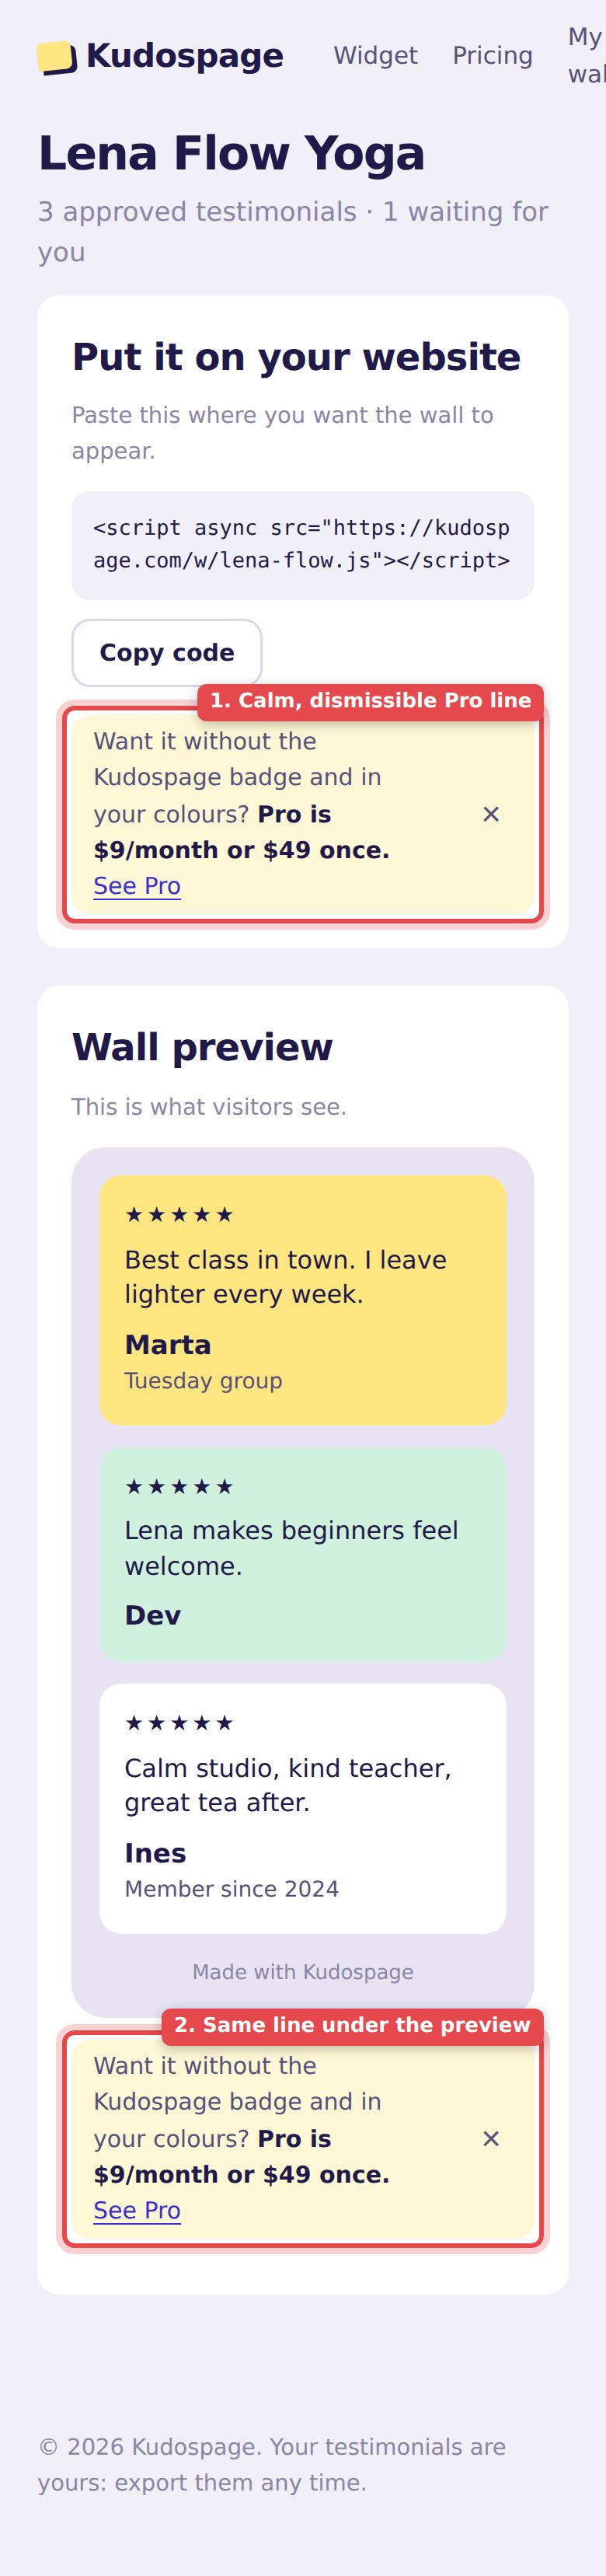 Kudospage
Widget
Pricing
My
wal
Lena Flow Yoga
3 approved testimonials · 1 waiting for
you
Put it on your website
Paste this where you want the wall to
appear.
<script async src="https://kudosp
age.com/w/lena-flow.js"></script>
Copy code
1. Calm, dismissible Pro line
Want it without the
Kudospage badge and in
your colours? Pro is
$9/month or $49 once.
See Pro
✕
Wall preview
This is what visitors see.
★★★★★
Best class in town. I leave
lighter every week.
Marta
Tuesday group
★★★★★
Lena makes beginners feel
welcome.
Dev
★★★★★
Calm studio, kind teacher,
great tea after.
Ines
Member since 2024
Made with Kudospage
2. Same line under the preview
Want it without the
Kudospage badge and in
your colours? Pro is
$9/month or $49 once.
See Pro
✕
© 2026 Kudospage. Your testimonials are
yours: export them any time.